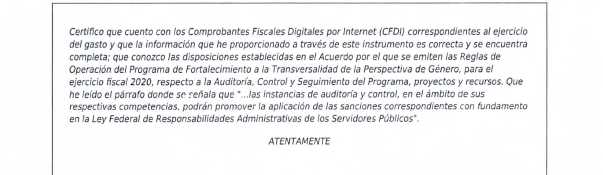 Certifico que cuento con los Comprobantes Fiscales Digitales por Internet (CFDI) correspondientes al ejercicio
del gasto y que la información que he proporcionado a través de este instrumento es correcta y se encuentra
completa; que conozco las disposiciones establecidas en el Acuerdo por el que se emiten las Reglas de
Operación del Programa de Fortalecimiento a la Transversalidad de la Perspectiva de Género, para el
ejercicio fiscal 2020, respecto a la Auditoría, Control y Seguimiento del Programa, proyectos y recursos. Que
he leído el párrafo donde se señala que "...las instancias de auditoría y control, en el ámbito de sus
respectivas competencias, podrán promover la aplicación de las sanciones correspondientes con fundamento
en la Ley Federal de Responsabilidades Administrativas de los Servidores Públicos".
ATENTAMENTE